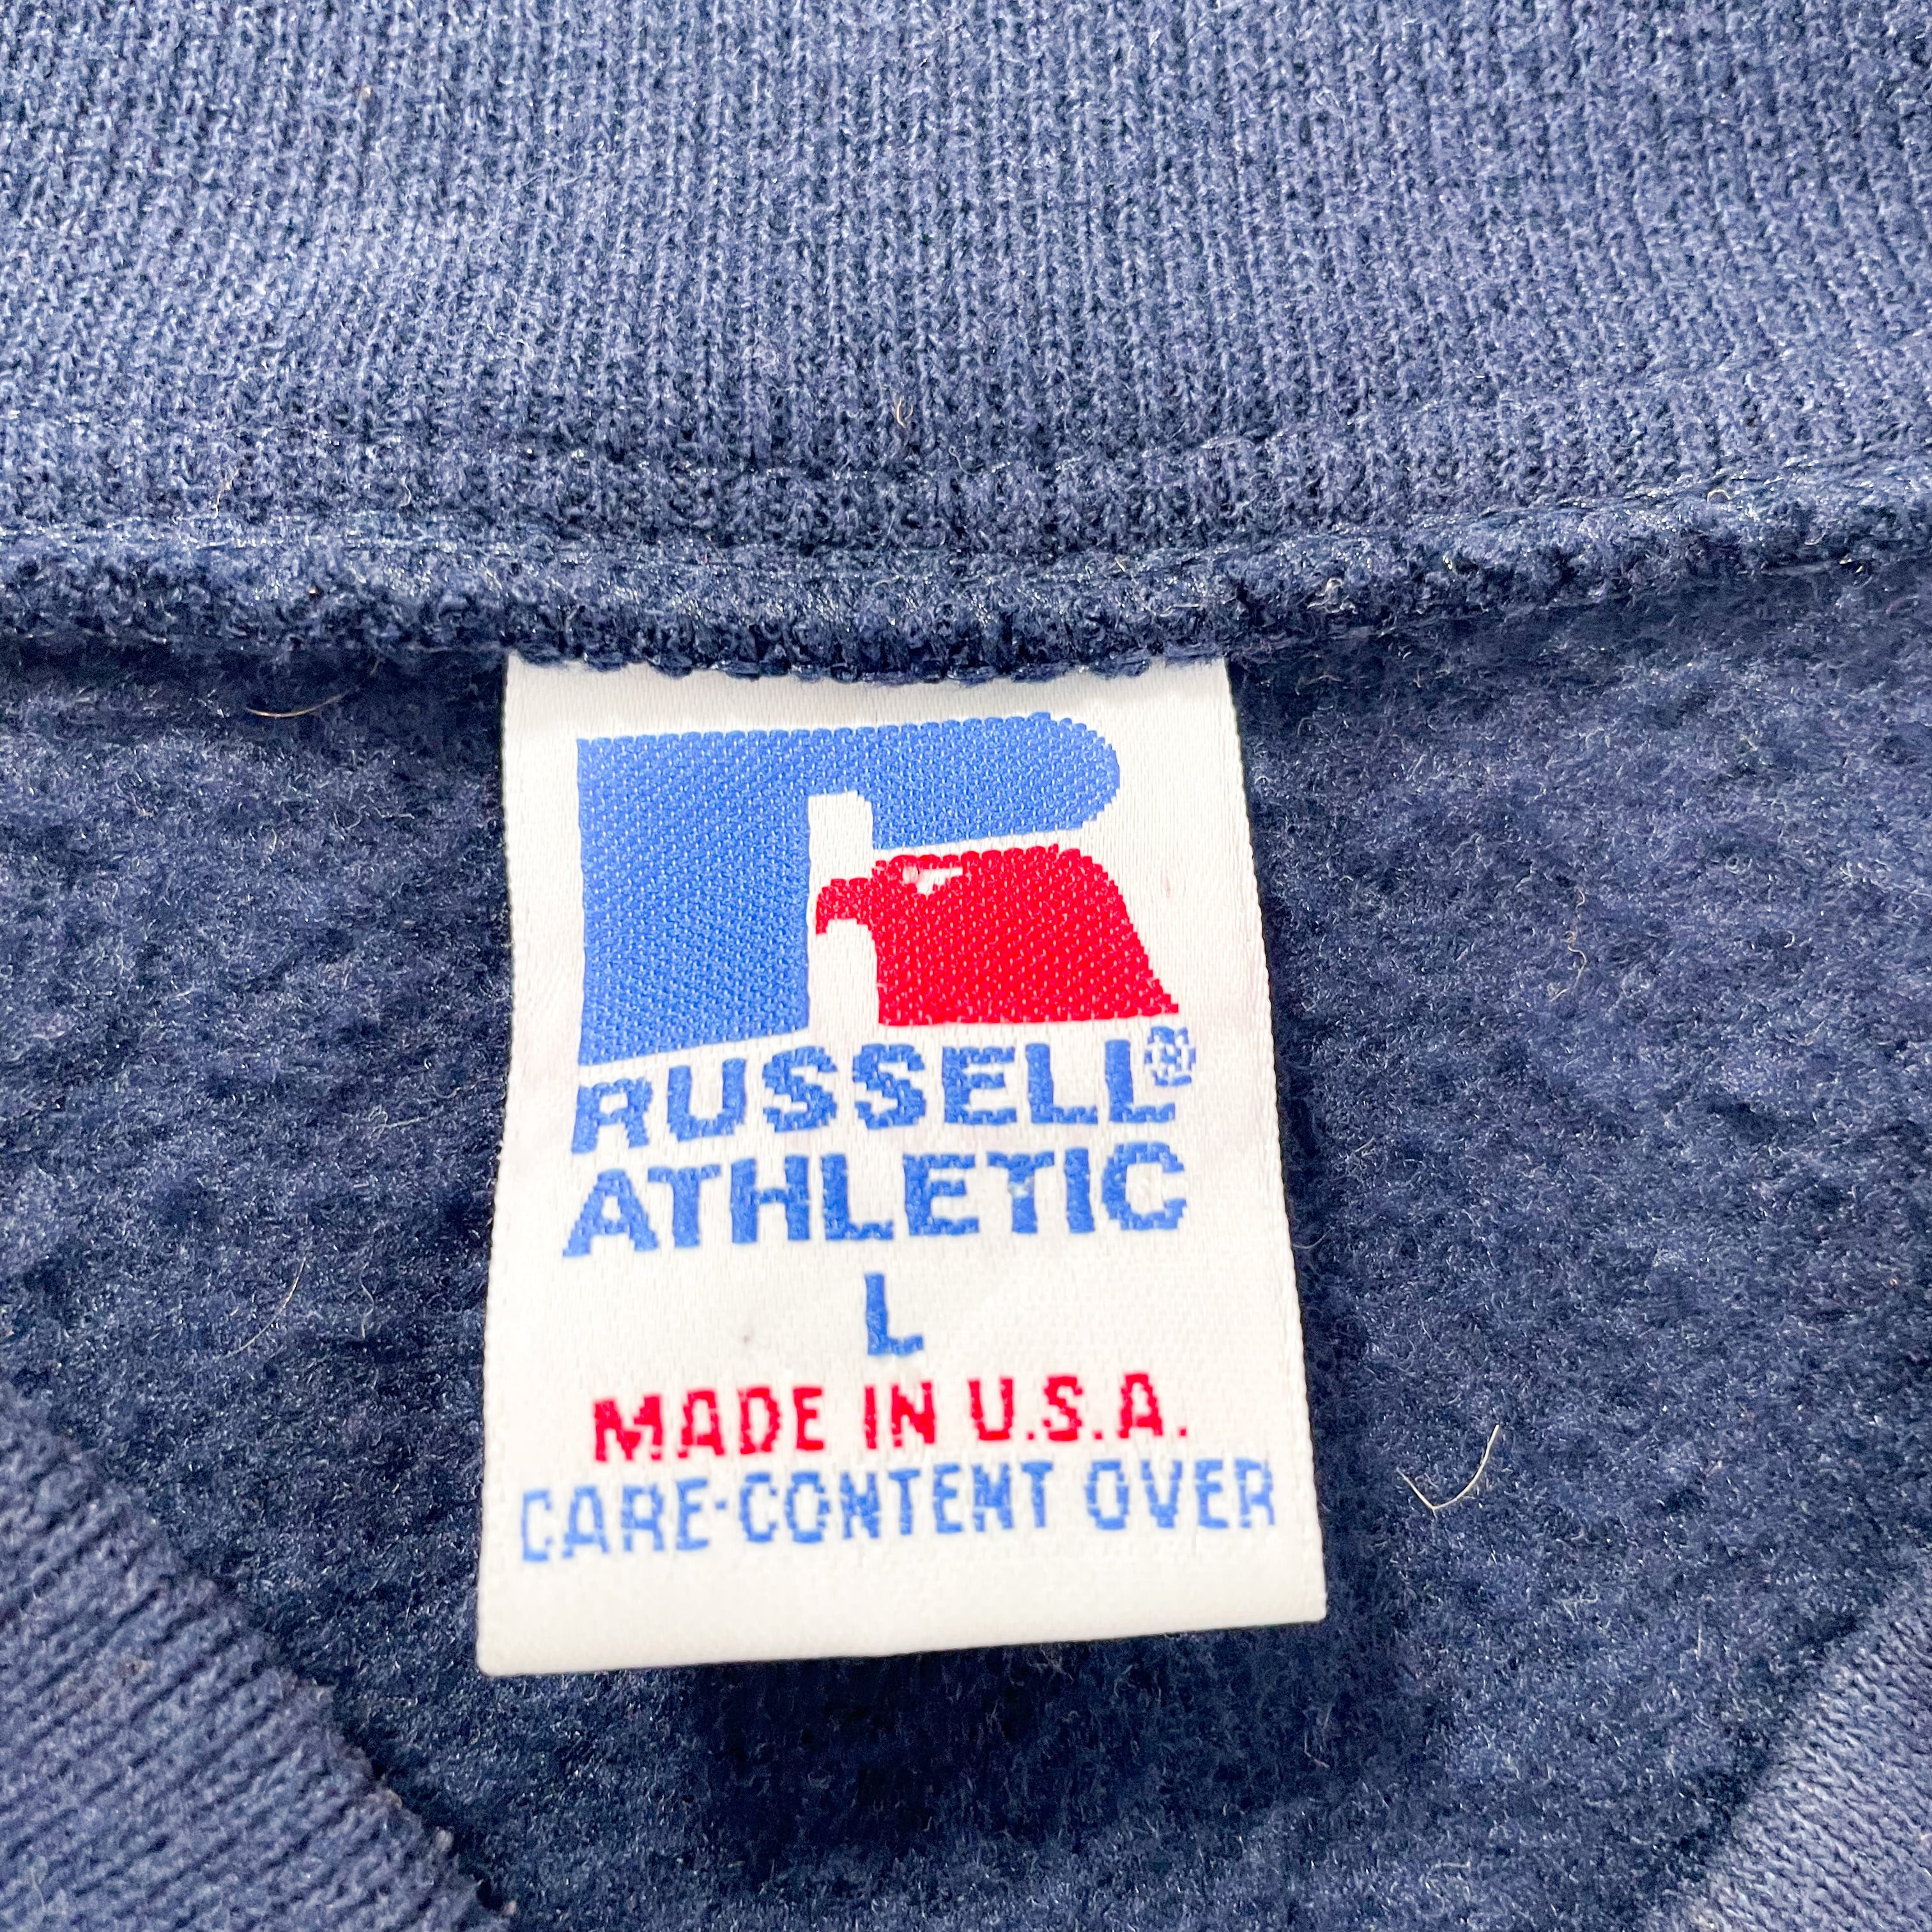 RUSSELL®
ATHLETIC
L
MADE IN U.S.A.
CARE-CONTENT OVER